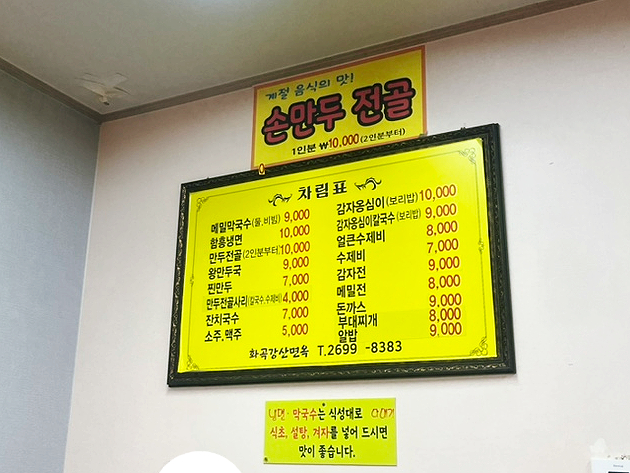 계절 음식의 맛!
손만두 전골
1인분 ₩10,000(2인분부터)
차림표
메밀막국수(물,비빔) 9,000
함흥냉면 10,000
만두전골(2인분부터)10,000
왕만두국 9,000
찐만두 7,000
만두전골사리(칼국수,수제비) 4,000
잔치국수 7,000
소주,맥주 5,000
감자옹심이(보리밥)10,000
감자옹심이칼국수(보리밥) 9,000
얼큰수제비 8,000
수제비 7,000
감자전 9,000
메밀전 8,000
돈까스 9,000
부대찌개 8,000
알밥 9,000
화곡강산면옥 T.2699 -8383
막국수는 식성대로
식초, 설탕, 겨자를 넣어 드시면
맛이 좋습니다.